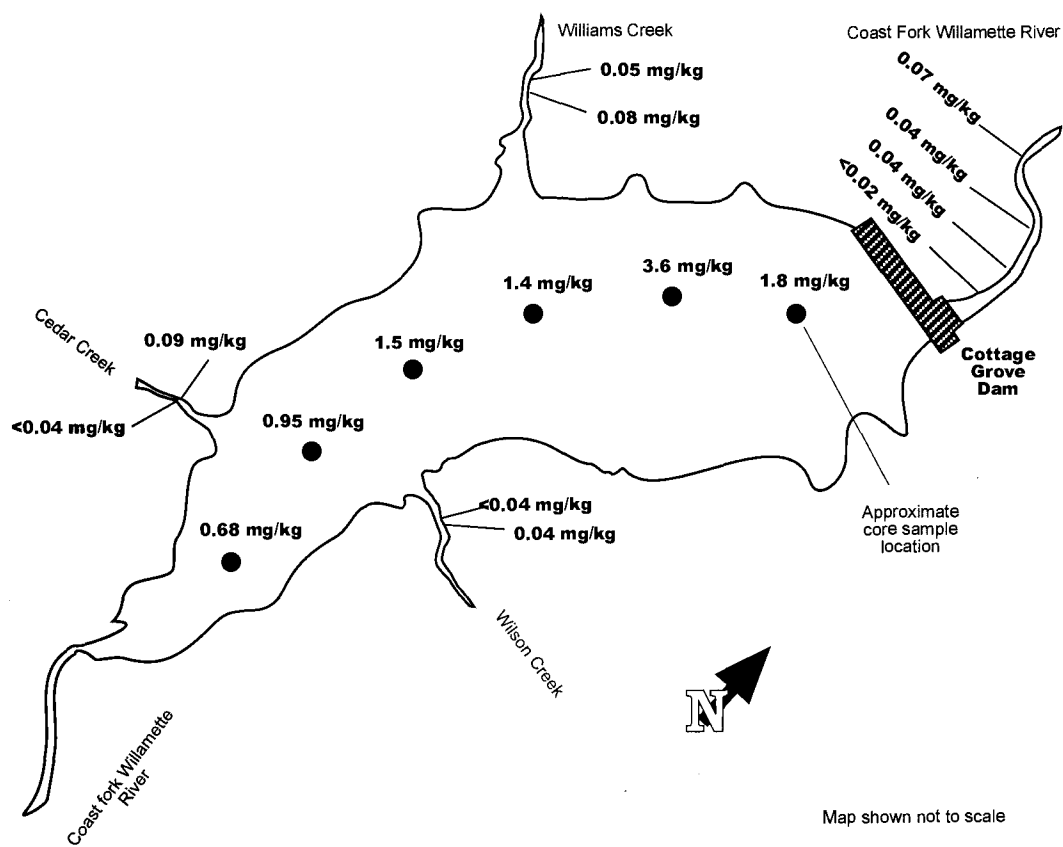 Williams Creek
0.05 mg/kg
0.08 mg/kg
Coast Fork Willamette River
0.07 mg/kg
0.04 mg/kg
0.04 mg/kg
<0.02 mg/kg
1.4 mg/kg
3.6 mg/kg
1.8 mg/kg
Cedar Creek
0.09 mg/kg
<0.04 mg/kg
1.5 mg/kg
0.95 mg/kg
0.68 mg/kg
Cottage
Grove
Dam
<0.04 mg/kg
0.04 mg/kg
Wilson Creek
Approximate
core sample
location
Coast fork Willamette
River
N
Map shown not to scale